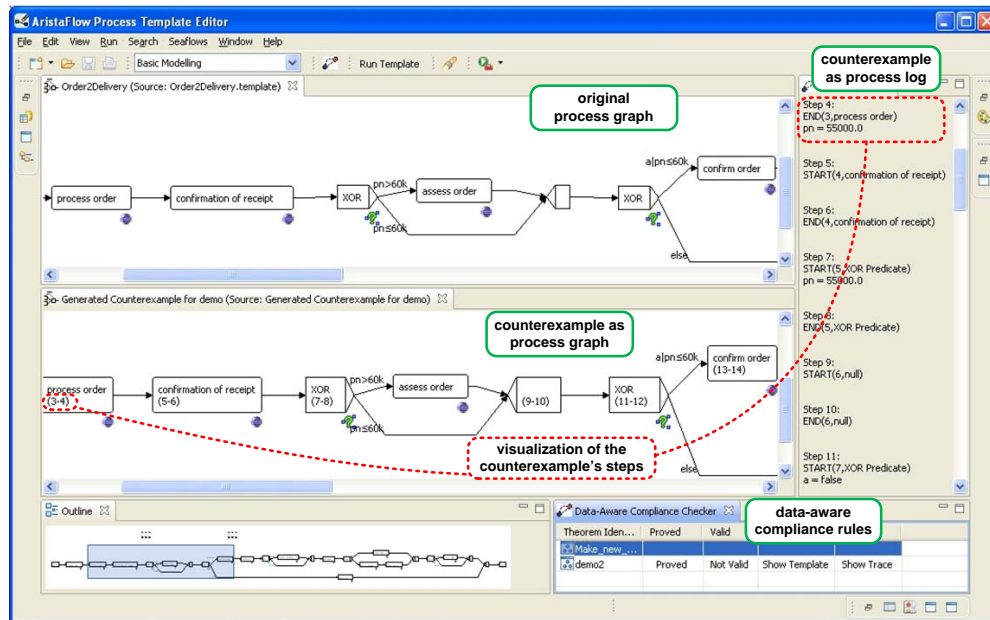 AristaFlow Process Template Editor
File Edit View Run Search Seaflows Window Help
Basic Modelling
Run Template
counterexample
as process log
Order2Delivery (Source: Order2Delivery.template)
original
process graph
process order
confirmation of receipt
XOR
pn>60k
pn≤60k
assess order
XOR
a|pn≤60k
confirm order
else
Step 4:
END(3,process order)
pn = 55000.0
Step 5:
START(4,confirmation of receipt)
Step 6:
END(4,confirmation of receipt)
Step 7:
START(5,XOR Predicate)
pn = 55000.0
Step 8:
END(5,XOR Predicate)
Step 9:
START(6,null)
Step 10:
END(6,null)
Step 11:
START(7,XOR Predicate)
a = false
Generated Counterexample for demo (Source: Generated Counterexample for demo)
counterexample as
process graph
process order
(3-4)
confirmation of receipt
(5-6)
XOR
(7-8)
pn>60k
pn≤60k
assess order
(9-10)
XOR
(11-12)
a|pn≤60k
confirm order
(13-14)
else
visualization of the
counterexample's steps
Outline
Data-Aware Compliance Checker
data-aware
compliance rules
Theorem Iden... Proved Valid
Make_new_...
demo2 Proved Not Valid Show Template Show Trace